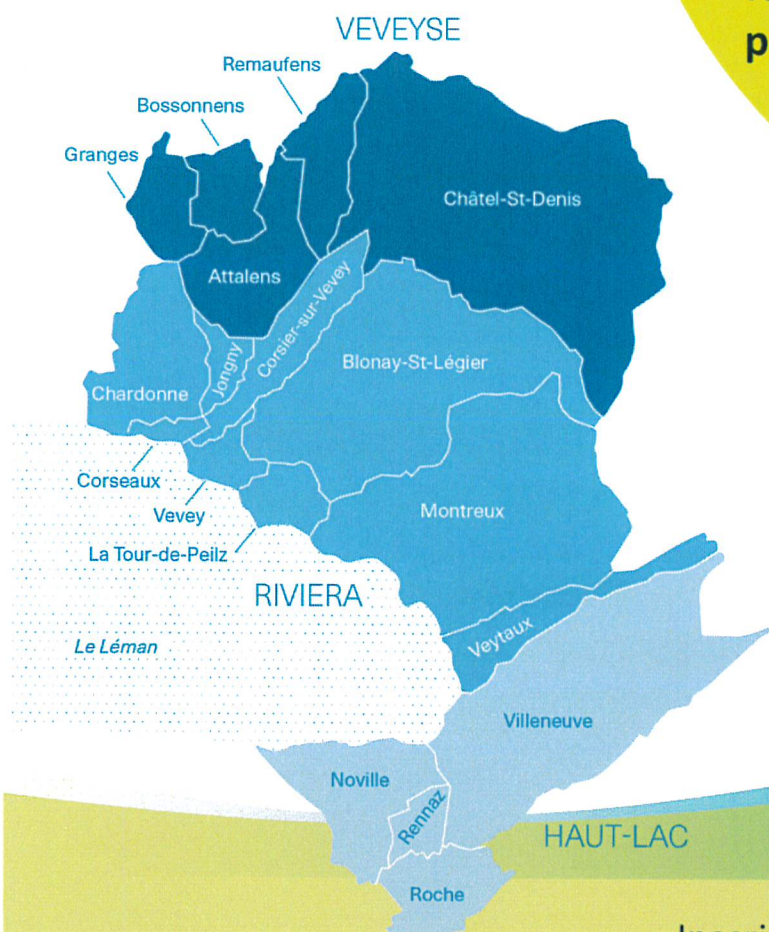 VEVEYSE
p
Remaufens
Bossonnens
Granges
Châtel-St-Denis
Attalens
Corsier-sur-Vevey
Jongny
Blonay-St-Légier
Chardonne
Corseaux
Vevey
Montreux
La Tour-de-Peilz
RIVIERA
Le Léman
Veytaux
Villeneuve
Noville
Rennaz
HAUT-LAC
Roche